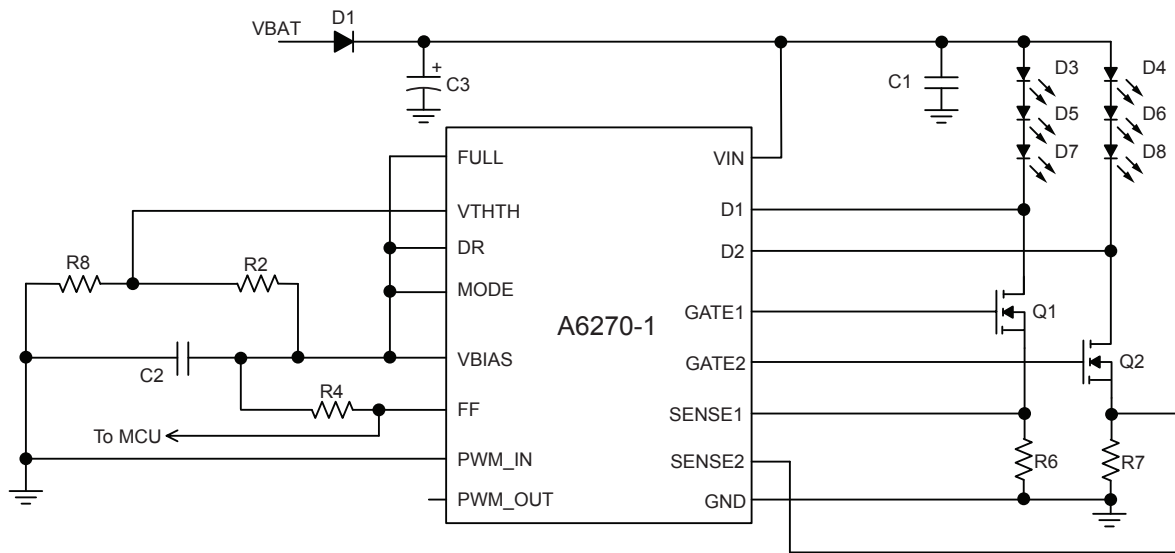 VBAT
D1
+
C3
C1
D3
D4
D5
D6
D7
D8
FULL
VIN
VTHTH
D1
DR
D2
R8
R2
MODE
GATE1
Q1
A6270-1
C2
VBIAS
GATE2
Q2
R4
FF
SENSE1
To MCU
PWM_IN
SENSE2
R6
R7
PWM_OUT
GND